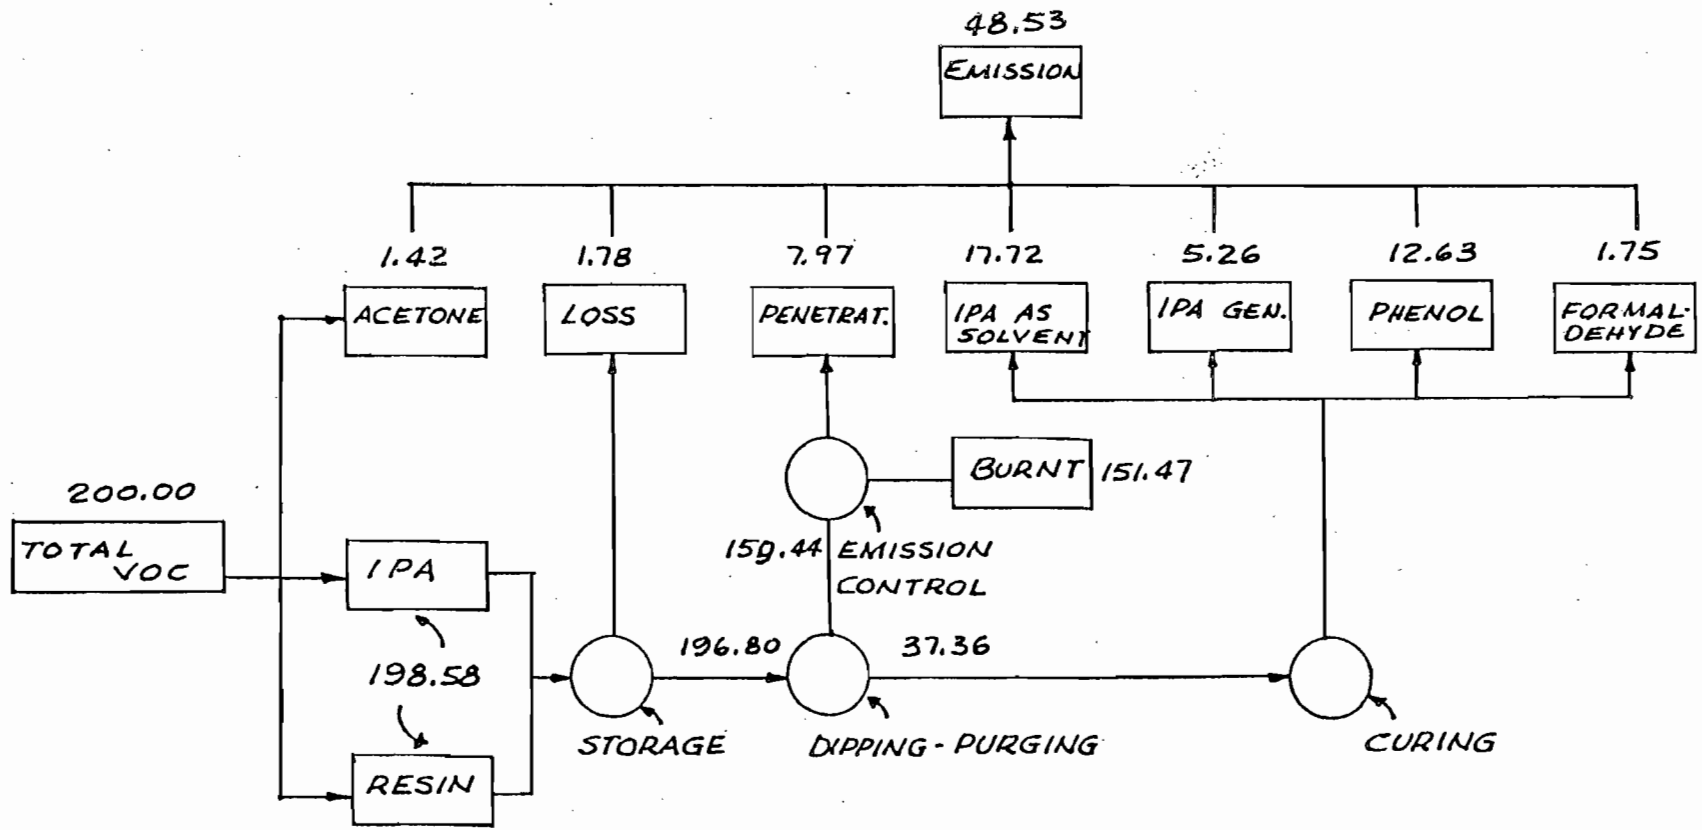 48.53
EMISSION
1.42
1.78
7.97
17.72
5.26
12.63
1.75
ACETONE
LOSS
PENETRAT.
IPA AS
SOLVENT
IPA GEN.
PHENOL
FORMAL-
DEHYDE
BURNT 151.47
200.00
TOTAL
VOC
159.44 EMISSION
CONTROL
IPA
196.80
37.36
198.58
STORAGE
DIPPING - PURGING
CURING
RESIN